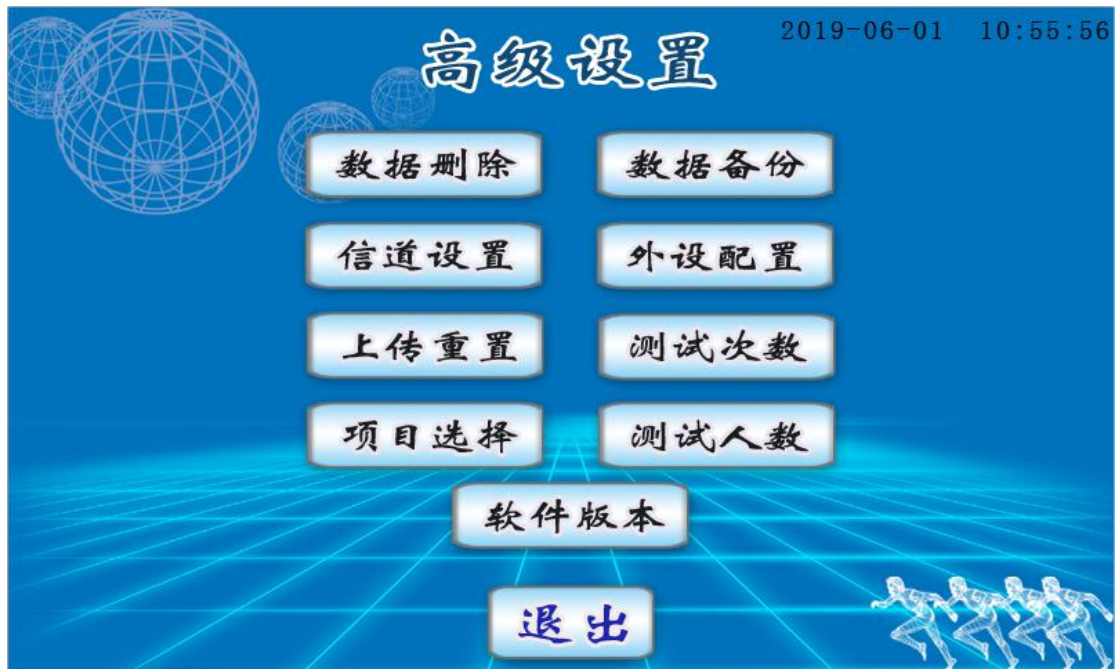 2019-06-01 10:55:56
高级设置
数据删除 数据备份
信道设置 外设配置
上传重置 测试次数
项目选择 测试人数
软件版本
退出